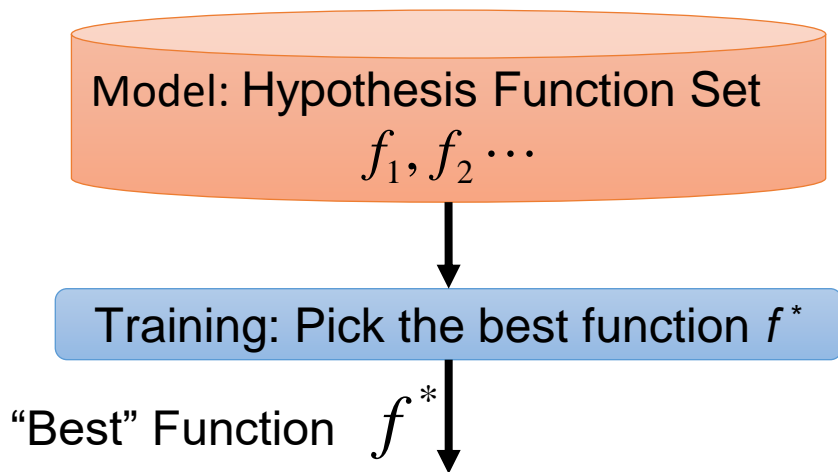 Model: Hypothesis Function Set
f₁, f₂ ⋯
Training: Pick the best function f *
“Best” Function f *